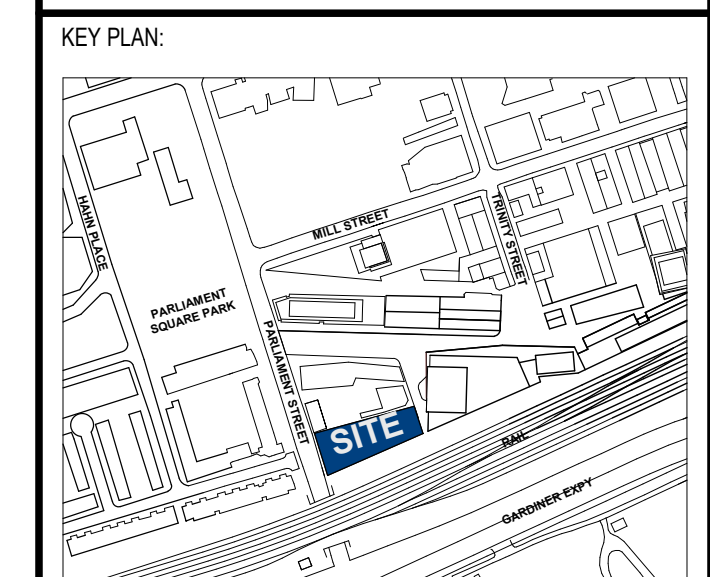 KEY PLAN:
HAHN PLACE
MILL STREET
TRINITY STREET
PARLIAMENT
SQUARE PARK
PARLIAMENT STREET
SITE
RAIL
GARDINER EXPY